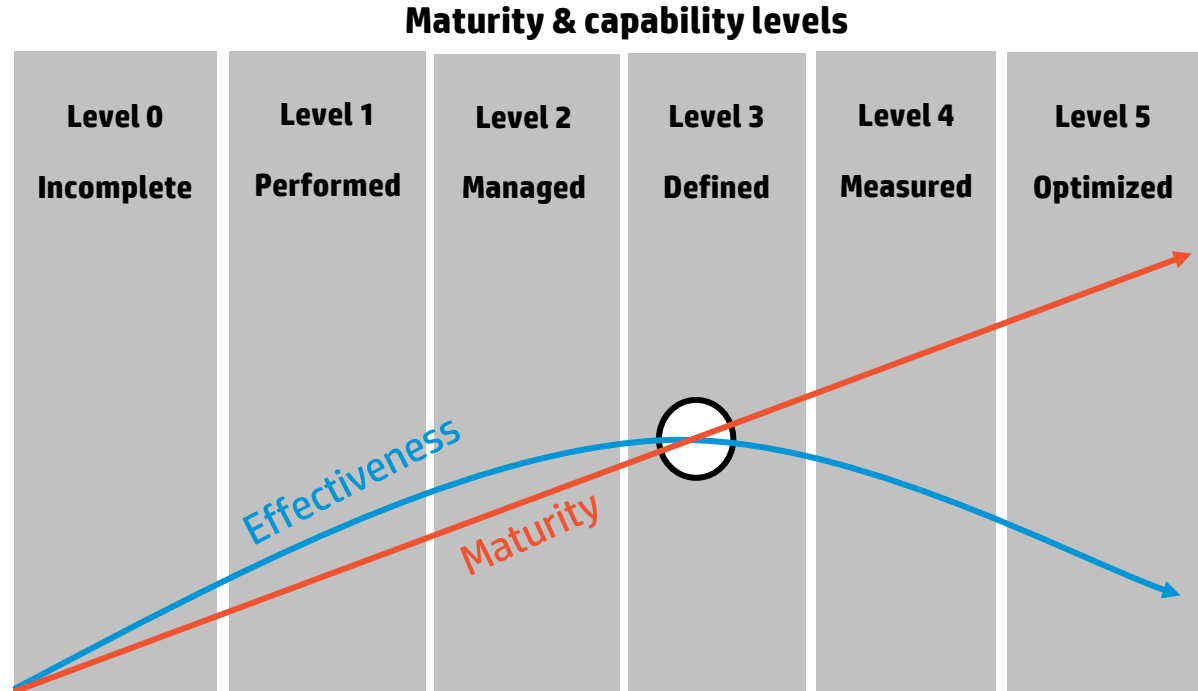 Maturity & capability levels
Level 0
Incomplete
Level 1
Performed
Level 2
Managed
Level 3
Defined
Level 4
Measured
Level 5
Optimized
Effectiveness
Maturity